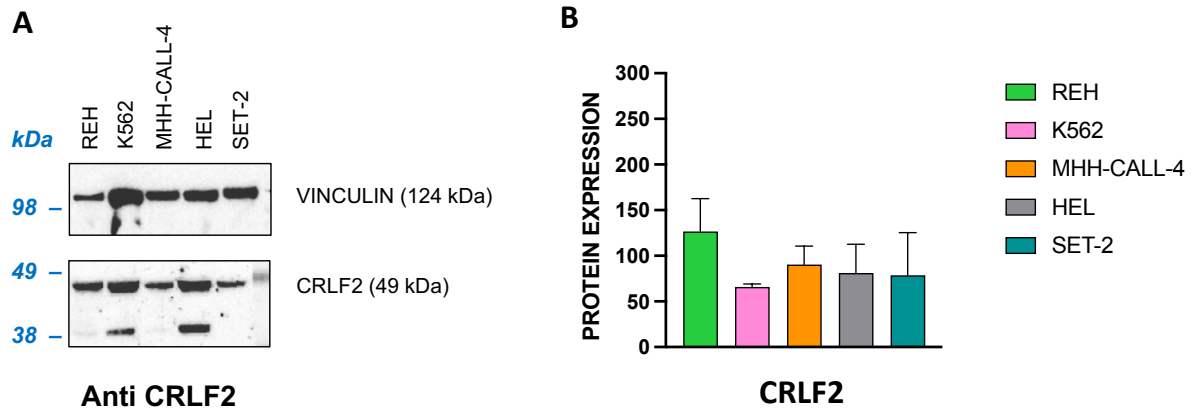 A
kDa
REH
K562
MHH-CALL-4
HEL
SET-2
98
VINCULIN (124 kDa)
49
CRLF2 (49 kDa)
38
Anti CRLF2
B
PROTEIN EXPRESSION
300
250
200
150
100
50
0
CRLF2
REH
K562
MHH-CALL-4
HEL
SET-2